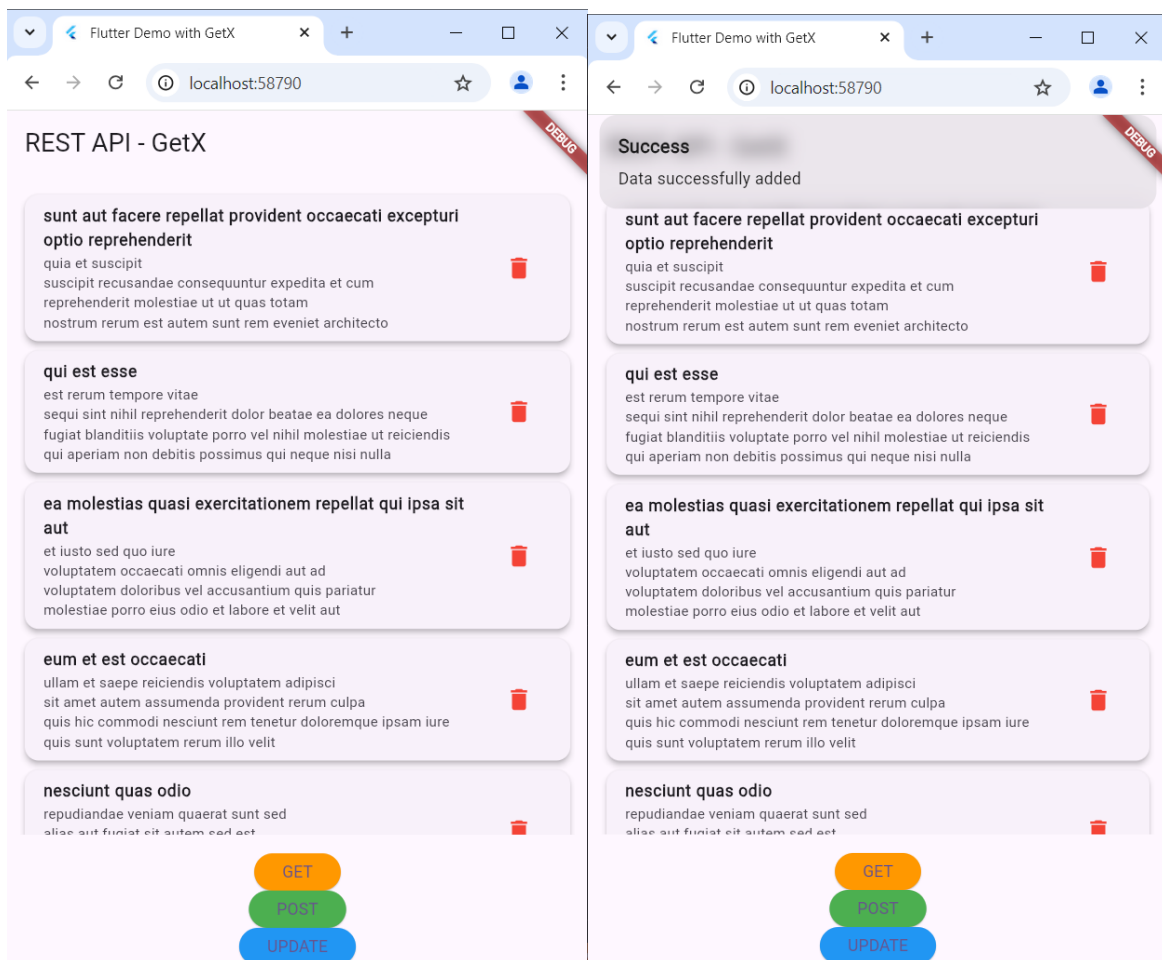 Flutter Demo with GetX
localhost:58790
DEBUG
REST API - GetX
sunt aut facere repellat provident occaecati excepturi
optio reprehenderit
quia et suscipit
suscipit recusandae consequuntur expedita et cum
reprehenderit molestiae ut ut quas totam
nostrum rerum est autem sunt rem eveniet architecto
qui est esse
est rerum tempore vitae
sequi sint nihil reprehenderit dolor beatae ea dolores neque
fugiat blanditiis voluptate porro vel nihil molestiae ut reiciendis
qui aperiam non debitis possimus qui neque nisi nulla
ea molestias quasi exercitationem repellat qui ipsa sit
aut
et iusto sed quo iure
voluptatem occaecati omnis eligendi aut ad
voluptatem doloribus vel accusantium quis pariatur
molestiae porro eius odio et labore et velit aut
eum et est occaecati
ullam et saepe reiciendis voluptatem adipisci
sit amet autem assumenda provident rerum culpa
quis hic commodi nesciunt rem tenetur doloremque ipsam iure
quis sunt voluptatem rerum illo velit
nesciunt quas odio
repudiandae veniam quaerat sunt sed
alias aut fugiat sit autem sed est
GET
POST
UPDATE
Flutter Demo with GetX
localhost:58790
DEBUG
Success
Data successfully added
sunt aut facere repellat provident occaecati excepturi
optio reprehenderit
quia et suscipit
suscipit recusandae consequuntur expedita et cum
reprehenderit molestiae ut ut quas totam
nostrum rerum est autem sunt rem eveniet architecto
qui est esse
est rerum tempore vitae
sequi sint nihil reprehenderit dolor beatae ea dolores neque
fugiat blanditiis voluptate porro vel nihil molestiae ut reiciendis
qui aperiam non debitis possimus qui neque nisi nulla
ea molestias quasi exercitationem repellat qui ipsa sit
aut
et iusto sed quo iure
voluptatem occaecati omnis eligendi aut ad
voluptatem doloribus vel accusantium quis pariatur
molestiae porro eius odio et labore et velit aut
eum et est occaecati
ullam et saepe reiciendis voluptatem adipisci
sit amet autem assumenda provident rerum culpa
quis hic commodi nesciunt rem tenetur doloremque ipsam iure
quis sunt voluptatem rerum illo velit
nesciunt quas odio
repudiandae veniam quaerat sunt sed
alias aut fugiat sit autem sed est
GET
POST
UPDATE